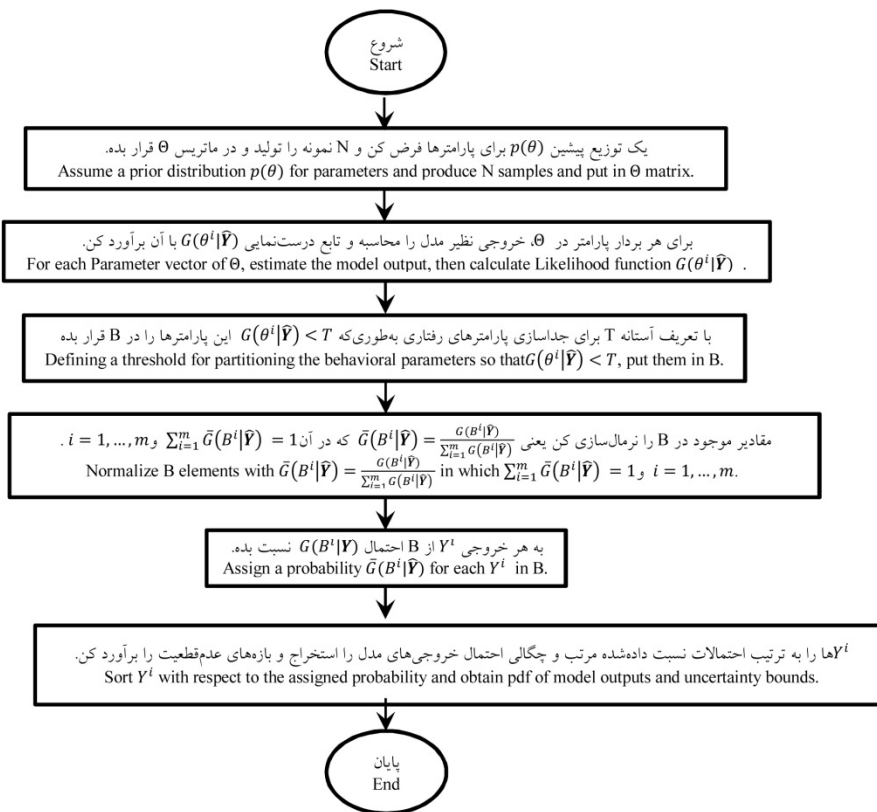 شروع
Start
یک توزیع پیشین p(θ) برای پارامترها فرض کن و N نمونه را تولید و در ماتریس Θ قرار بده.
Assume a prior distribution p(θ) for parameters and produce N samples and put in Θ matrix.
برای هر بردار پارامتر در Θ، خروجی نظیر مدل را محاسبه و تابع درست‌نمایی G(θ^i|Ŷ) با آن برآورد کن.
For each Parameter vector of Θ, estimate the model output, then calculate Likelihood function G(θ^i|Ŷ) .
با تعریف آستانه T برای جداسازی پارامترهای رفتاری به‌طوری‌که G(θ^i|Ŷ) < T این پارامترها را در B قرار بده
Defining a threshold for partitioning the behavioral parameters so thatG(θ^i|Ŷ) < T, put them in B.
مقادیر موجود در B را نرمال‌سازی کن یعنی Ḡ(B^i|Ŷ) = G(B^i|Ŷ) / ∑_{i=1}^m G(B^i|Ŷ) که در آن ∑_{i=1}^m Ḡ(B^i|Ŷ) = 1 و i = 1, ..., m .
Normalize B elements with Ḡ(B^i|Ŷ) = G(B^i|Ŷ) / ∑_{i=1}^m G(B^i|Ŷ) in which ∑_{i=1}^m Ḡ(B^i|Ŷ) = 1 و i = 1, ..., m.
به هر خروجی Y^i از B احتمال G(B^i|Y) نسبت بده.
Assign a probability Ḡ(B^i|Ŷ) for each Y^i in B.
Y^iها را به ترتیب احتمالات نسبت داده‌شده مرتب و چگالی احتمال خروجی‌های مدل را استخراج و بازه‌های عدم‌قطعیت را برآورد کن.
Sort Y^i with respect to the assigned probability and obtain pdf of model outputs and uncertainty bounds.
پایان
End